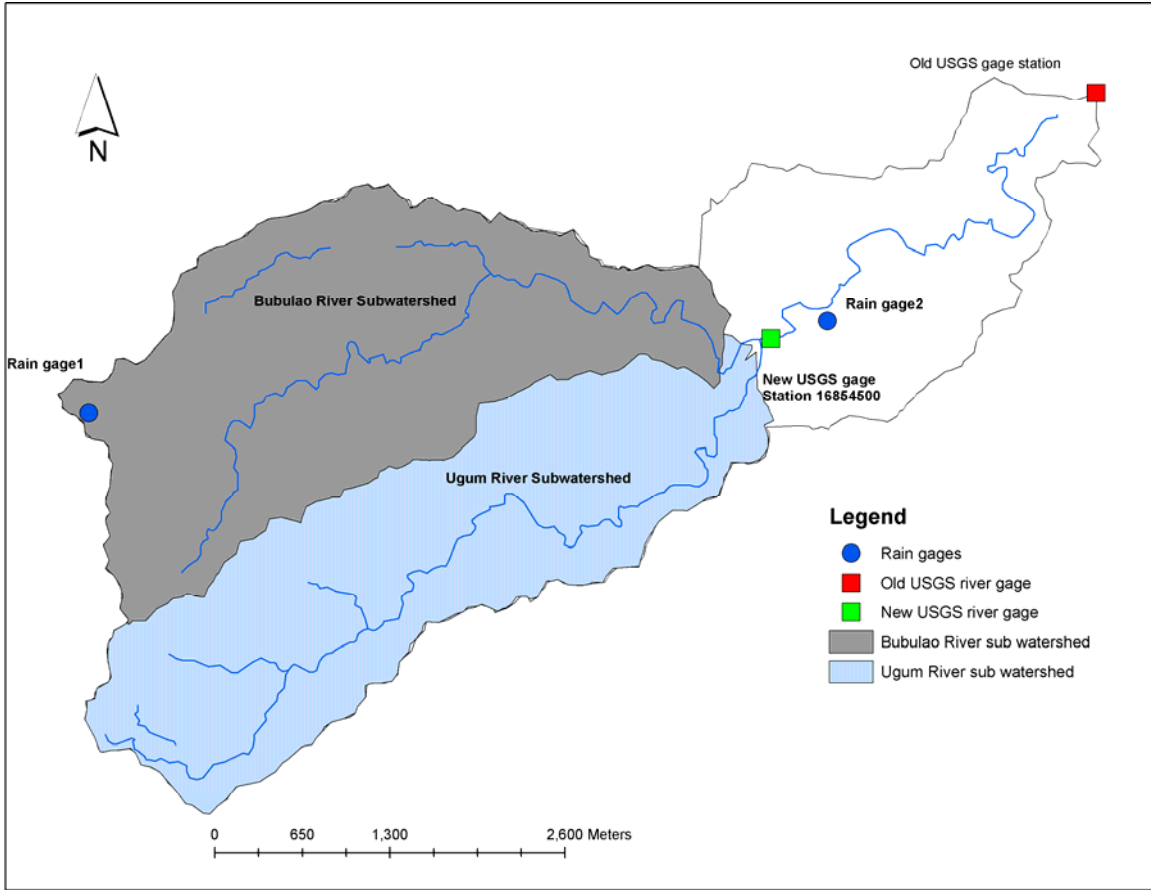 Old USGS gage station
N
Bubulao River Subwatershed
Rain gage2
Rain gage1
New USGS gage
Station 16854500
Ugum River Subwatershed
Legend
Rain gages
Old USGS river gage
New USGS river gage
Bubulao River sub watershed
Ugum River sub watershed
0 650 1,300 2,600 Meters